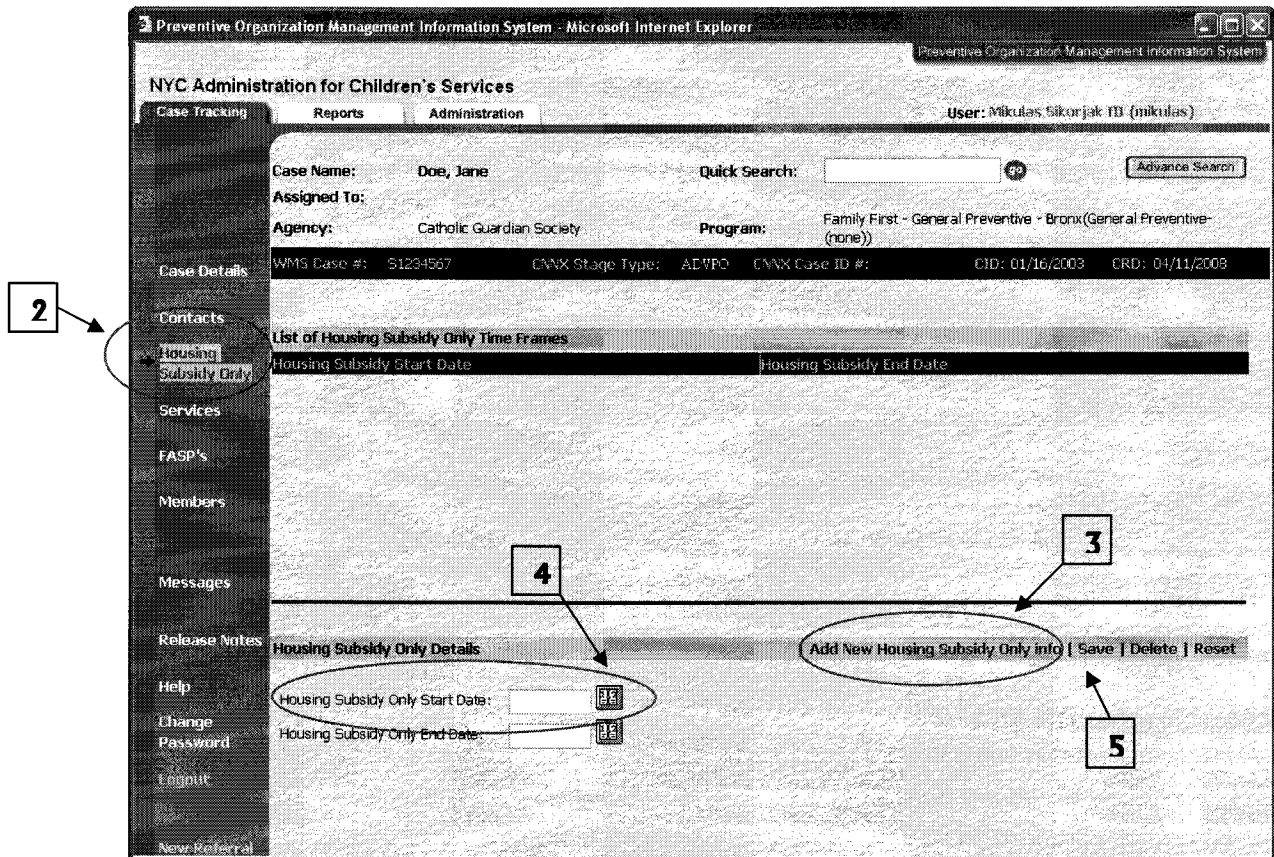 Preventive Organization Management Information System - Microsoft Internet Explorer
Preventive Organization Management Information System
NYC Administration for Children's Services
Case Tracking Reports Administration User: Mikulas Sikorjak III (mikulas)
Case Name: Doe, Jane Quick Search: go Advance Search
Assigned To:
Agency: Catholic Guardian Society Program: Family First - General Preventive - Bronx(General Preventive-
(none))
WMS Case #: S1234567 CNNX Stage Type: ADVPO CNNX Case ID #: CID: 01/16/2003 CRD: 04/11/2008
Case Details
2
Contacts
List of Housing Subsidy Only Time Frames
Housing
Subsidy Only
Housing Subsidy Start Date Housing Subsidy End Date
Services
FASP's
Members
3
4
Messages
Release Notes
Housing Subsidy Only Details Add New Housing Subsidy Only info | Save | Delete | Reset
Help
Housing Subsidy Only Start Date:
Change
Password
Housing Subsidy Only End Date:
5
Logout
New Referral